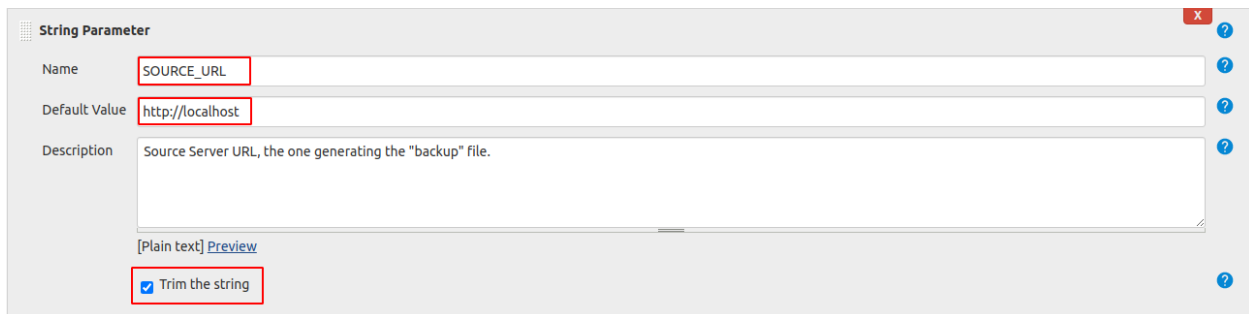 String Parameter
X
Name
SOURCE_URL
Default Value
http://localhost
Description
Source Server URL, the one generating the "backup" file.
[Plain text] Preview
Trim the string